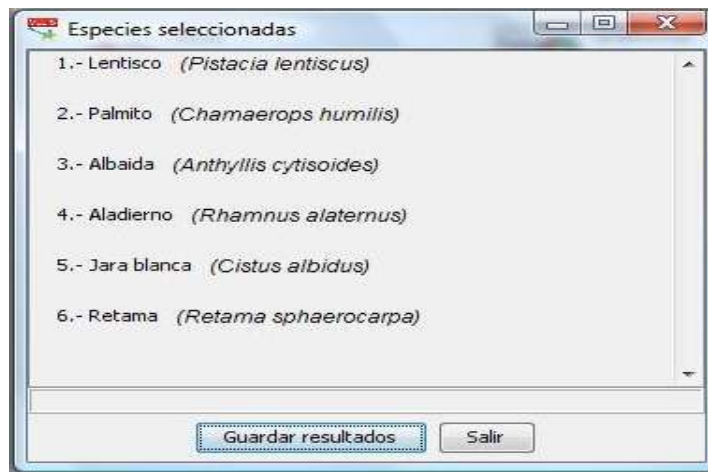 Especies seleccionadas
1.- Lentisco (Pistacia lentiscus)
2.- Palmito (Chamaerops humilis)
3.- Albaida (Anthyllis cytisoides)
4.- Aladierno (Rhamnus alaternus)
5.- Jara blanca (Cistus albidus)
6.- Retama (Retama sphaerocarpa)
Guardar resultados Salir